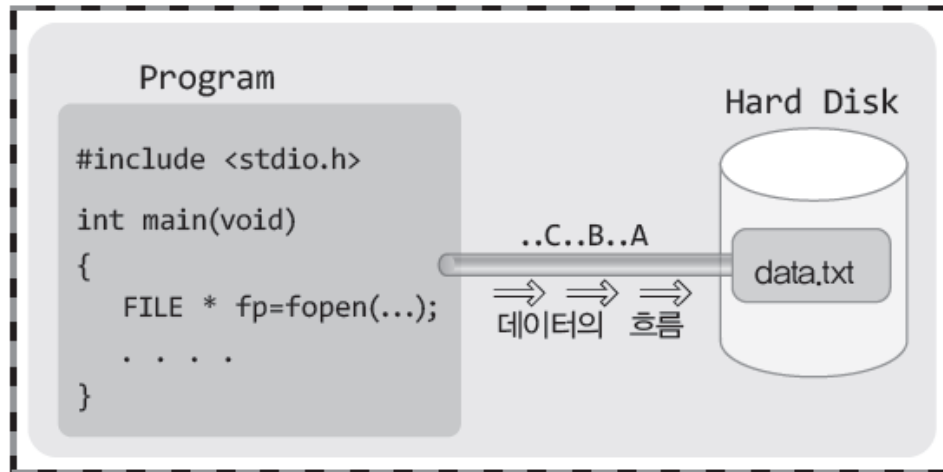 Program
#include <stdio.h>
int main(void)
{
FILE * fp=fopen(...);
. . . .
}
..C..B..A
데이터의 흐름
Hard Disk
data.txt